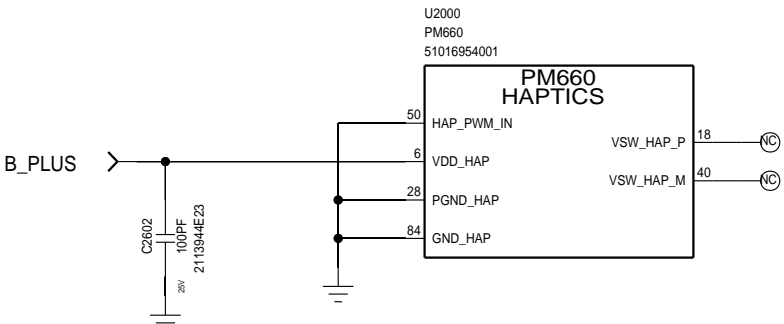 U2000
PM660
51016954001
PM660
HAPTICS
50
HAP_PWM_IN
18
VSW_HAP_P
NC
B_PLUS
6
VDD_HAP
40
VSW_HAP_M
NC
28
PGND_HAP
84
GND_HAP
C2602
100PF
2113944E23
25V